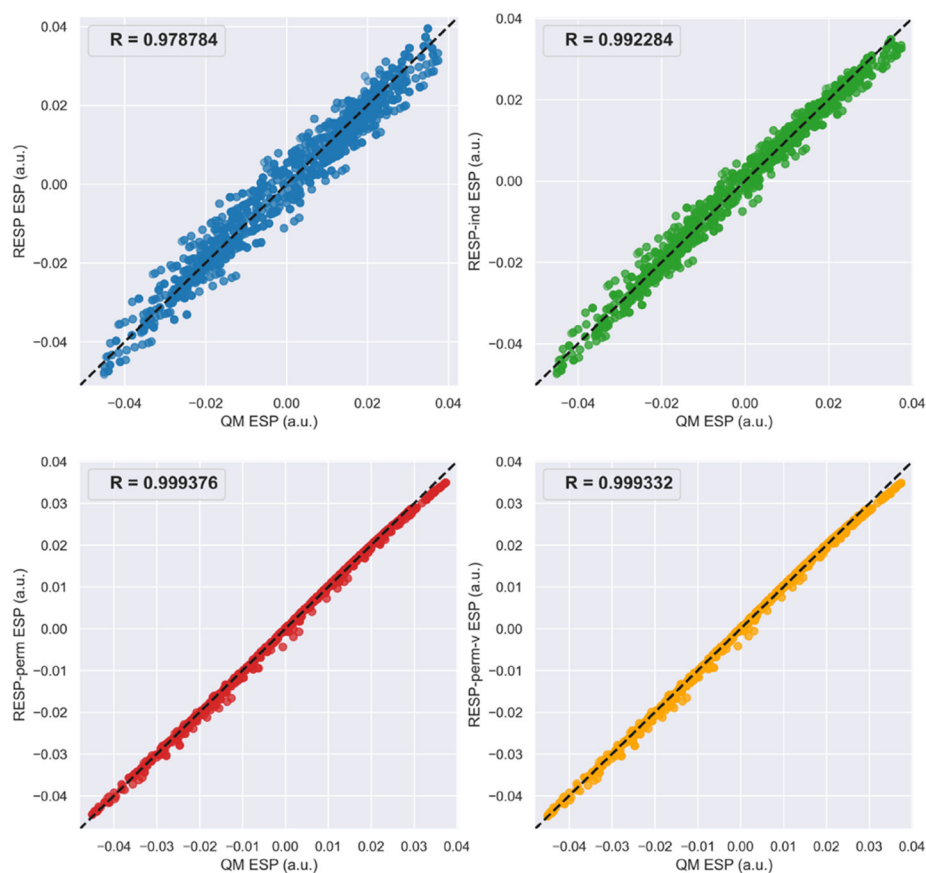 R = 0.978784
0.04
0.02
0.00
−0.02
−0.04
RESP ESP (a.u.)
−0.04 −0.02 0.00 0.02 0.04
QM ESP (a.u.)
R = 0.992284
0.04
0.02
0.00
−0.02
−0.04
RESP-ind ESP (a.u.)
−0.04 −0.02 0.00 0.02 0.04
QM ESP (a.u.)
R = 0.999376
0.04
0.03
0.02
0.01
0.00
−0.01
−0.02
−0.03
−0.04
RESP-perm ESP (a.u.)
−0.04 −0.03 −0.02 −0.01 0.00 0.01 0.02 0.03 0.04
QM ESP (a.u.)
R = 0.999332
0.04
0.03
0.02
0.01
0.00
−0.01
−0.02
−0.03
−0.04
RESP-perm-v ESP (a.u.)
−0.04 −0.03 −0.02 −0.01 0.00 0.01 0.02 0.03 0.04
QM ESP (a.u.)